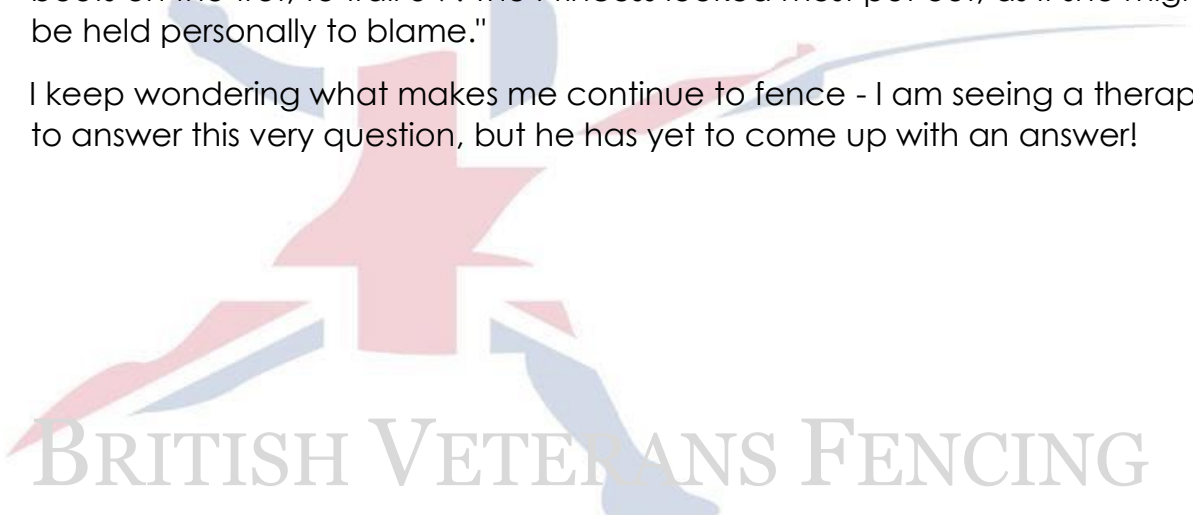 be held personally to blame."
I keep wondering what makes me continue to fence - I am seeing a therap
to answer this very question, but he has yet to come up with an answer!
BRITISH VETERANS FENCING